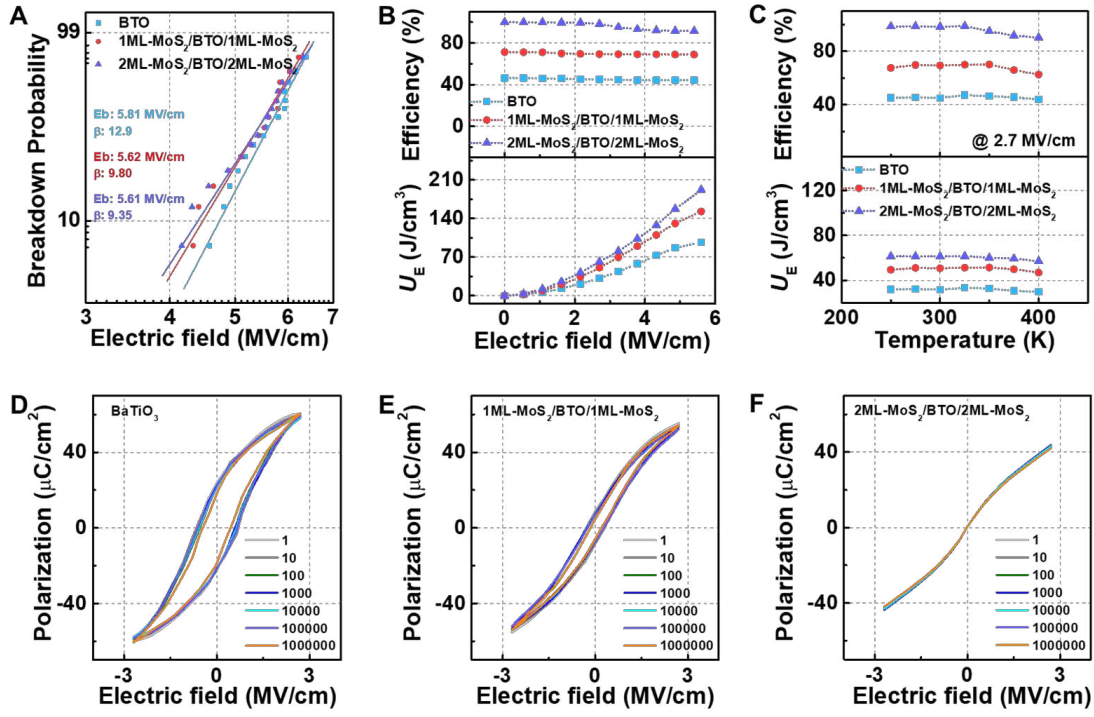 A
BTO
1ML-MoS₂/BTO/1ML-MoS₂
2ML-MoS₂/BTO/2ML-MoS₂
99
10
Breakdown Probability
Eb: 5.81 MV/cm
β: 12.9
Eb: 5.62 MV/cm
β: 9.80
Eb: 5.61 MV/cm
β: 9.35
3 4 5 6 7
Electric field (MV/cm)
B
Efficiency (%)
80
40
0
BTO
1ML-MoS₂/BTO/1ML-MoS₂
2ML-MoS₂/BTO/2ML-MoS₂
U_E (J/cm³)
210
140
70
0
0 2 4 6
Electric field (MV/cm)
C
Efficiency (%)
80
40
@ 2.7 MV/cm
BTO
1ML-MoS₂/BTO/1ML-MoS₂
2ML-MoS₂/BTO/2ML-MoS₂
U_E (J/cm³)
120
80
40
200 300 400
Temperature (K)
D
BaTiO₃
Polarization (μC/cm²)
40
0
-40
1
10
100
1000
10000
100000
1000000
-3 0 3
Electric field (MV/cm)
E
1ML-MoS₂/BTO/1ML-MoS₂
Polarization (μC/cm²)
40
0
-40
1
10
100
1000
10000
100000
1000000
-3 0 3
Electric field (MV/cm)
F
2ML-MoS₂/BTO/2ML-MoS₂
Polarization (μC/cm²)
40
0
-40
1
10
100
1000
10000
100000
1000000
-3 0 3
Electric field (MV/cm)